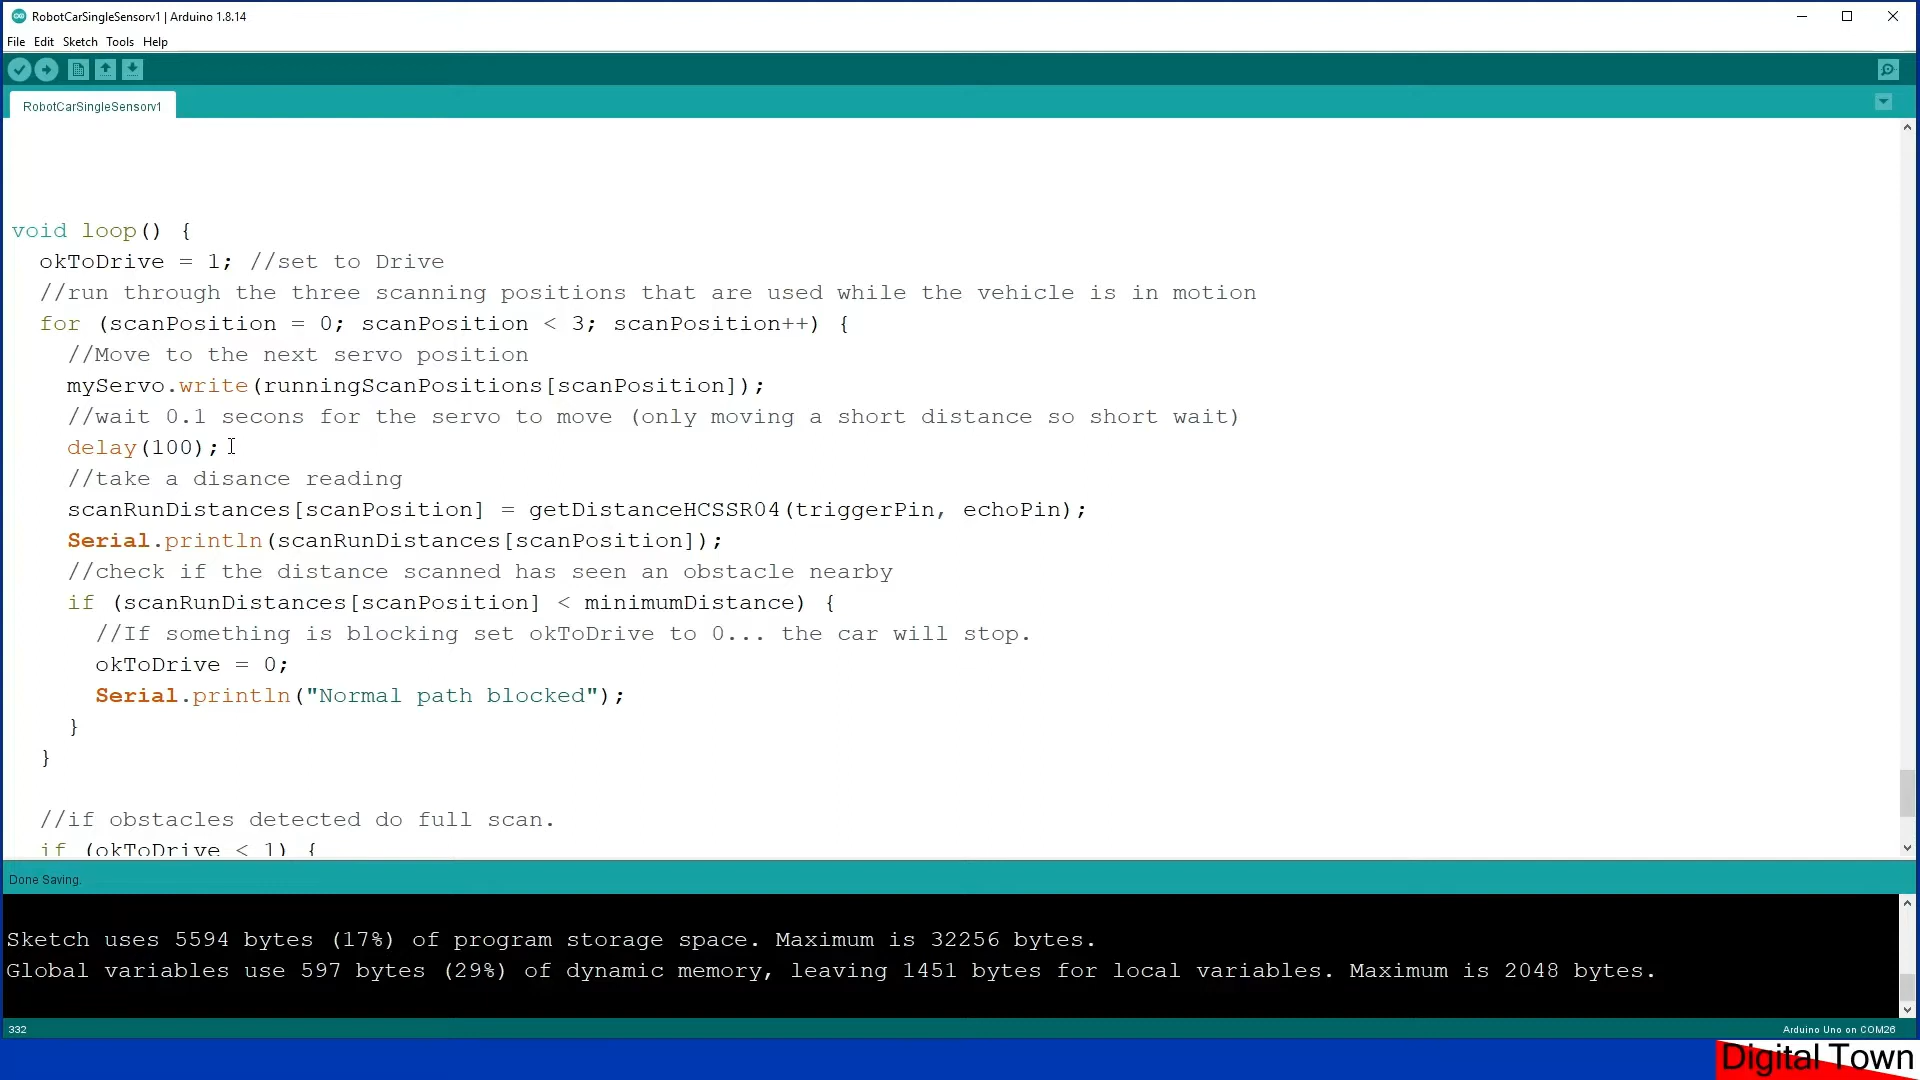 RobotCarSingleSensorv1 | Arduino 1.8.14
File Edit Sketch Tools Help
RobotCarSingleSensorv1
void loop() {
  okToDrive = 1; //set to Drive
  //run through the three scanning positions that are used while the vehicle is in motion
  for (scanPosition = 0; scanPosition < 3; scanPosition++) {
    //Move to the next servo position
    myServo.write(runningScanPositions[scanPosition]);
    //wait 0.1 secons for the servo to move (only moving a short distance so short wait)
    delay(100);
    //take a disance reading
    scanRunDistances[scanPosition] = getDistanceHCSSR04(triggerPin, echoPin);
    Serial.println(scanRunDistances[scanPosition]);
    //check if the distance scanned has seen an obstacle nearby
    if (scanRunDistances[scanPosition] < minimumDistance) {
      //If something is blocking set okToDrive to 0... the car will stop.
      okToDrive = 0;
      Serial.println("Normal path blocked");
    }
  }
  //if obstacles detected do full scan.
  if (okToDrive < 1) {
Done Saving.
Sketch uses 5594 bytes (17%) of program storage space. Maximum is 32256 bytes.
Global variables use 597 bytes (29%) of dynamic memory, leaving 1451 bytes for local variables. Maximum is 2048 bytes.
332
Arduino Uno on COM26
Digital Town